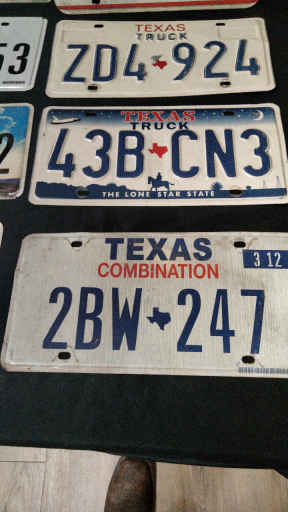 TEXAS
TRUCK
ZD4 924
53
TEXAS
TRUCK
43B CN3
THE LONE STAR STATE
2
TEXAS
3 12
COMBINATION
2BW 247